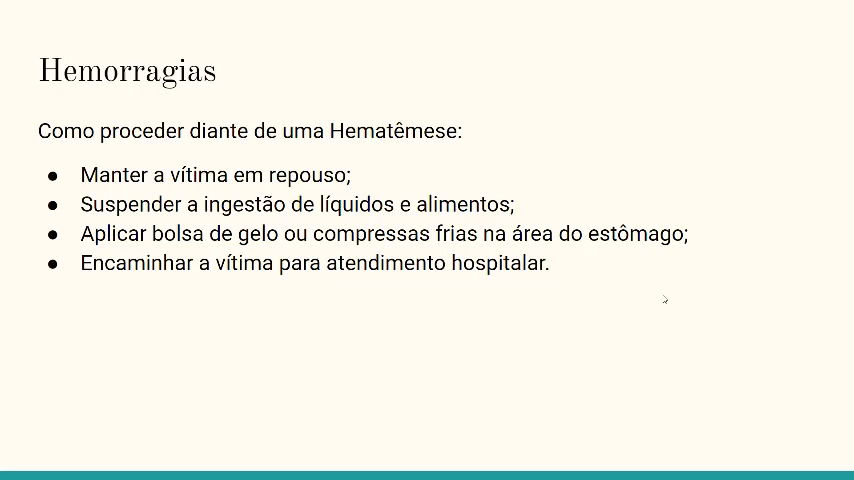 Hemorragias
Como proceder diante de uma Hematêmese:
● Manter a vítima em repouso;
● Suspender a ingestão de líquidos e alimentos;
● Aplicar bolsa de gelo ou compressas frias na área do estômago;
● Encaminhar a vítima para atendimento hospitalar.